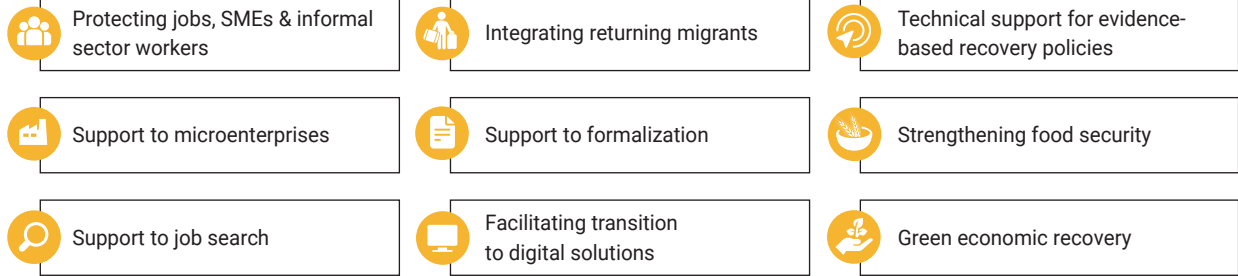 Protecting jobs, SMEs & informal
sector workers
Integrating returning migrants
Technical support for evidence-
based recovery policies
Support to microenterprises
Support to formalization
Strengthening food security
Support to job search
Facilitating transition
to digital solutions
Green economic recovery